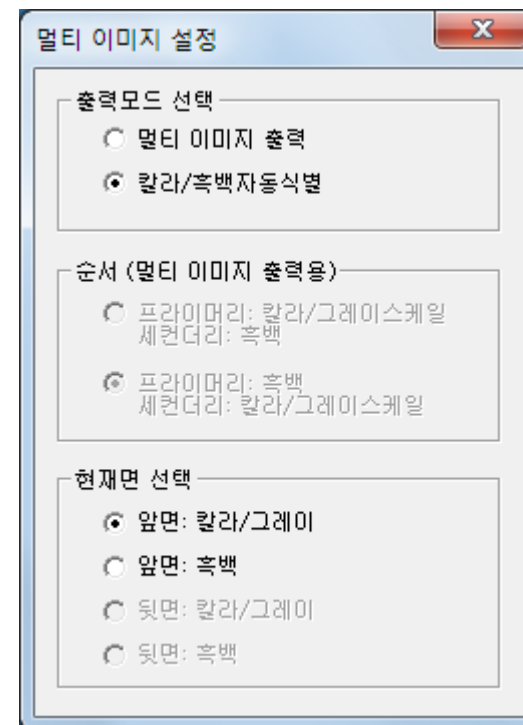 멀티 이미지 설정
출력모드 선택
멀티 이미지 출력
칼라/흑백자동식별
순서 (멀티 이미지 출력용)
프라이머리: 칼라/그레이스케일
세컨더리: 흑백
프라이머리: 흑백
세컨더리: 칼라/그레이스케일
현재면 선택
앞면: 칼라/그레이
앞면: 흑백
뒷면: 칼라/그레이
뒷면: 흑백